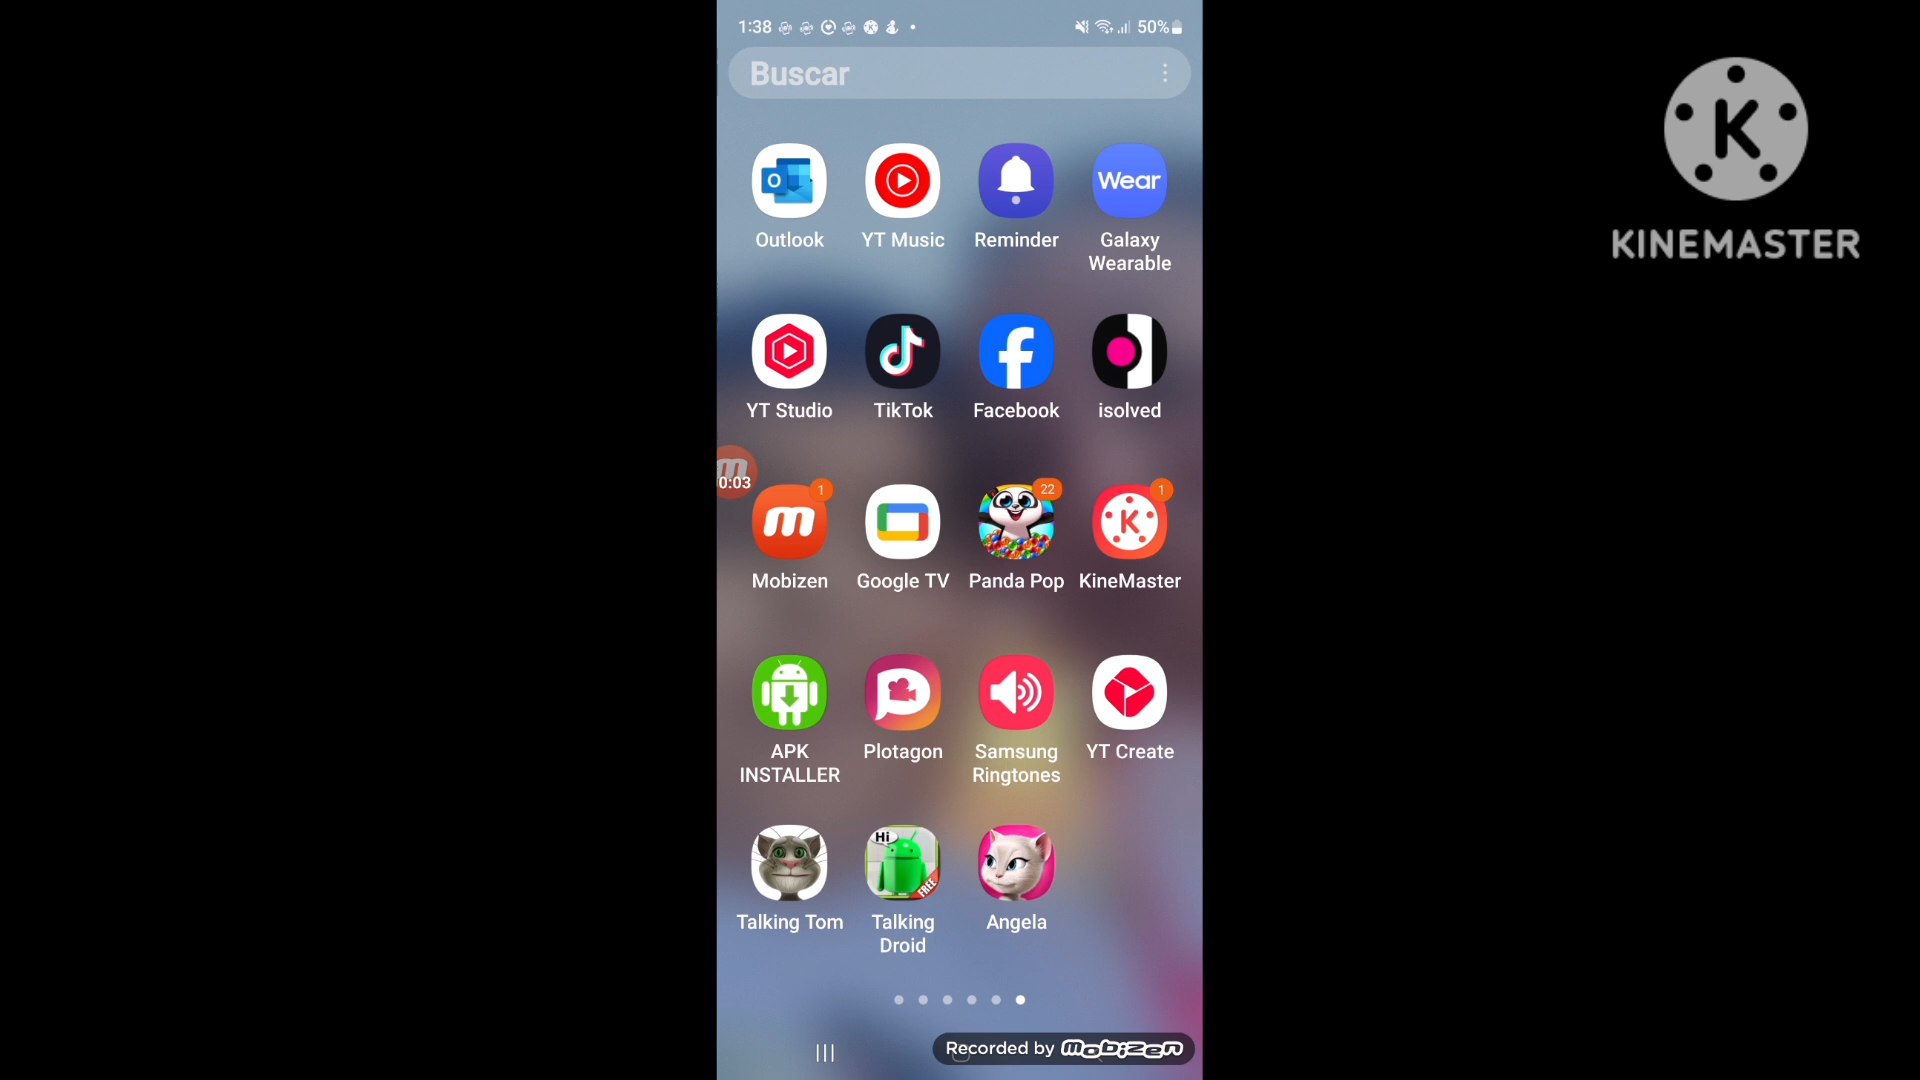 1:38
50%
Buscar
K
KINEMASTER
O
Wear
Outlook
YT Music
Reminder
Galaxy
Wearable
YT Studio
TikTok
Facebook
isolved
m
0:03
1
22
1
m
K
Mobizen
Google TV
Panda Pop
KineMaster
APK
INSTALLER
Plotagon
Samsung
Ringtones
YT Create
Hi
FREE
Talking Tom
Talking
Droid
Angela
Recorded by mobizen